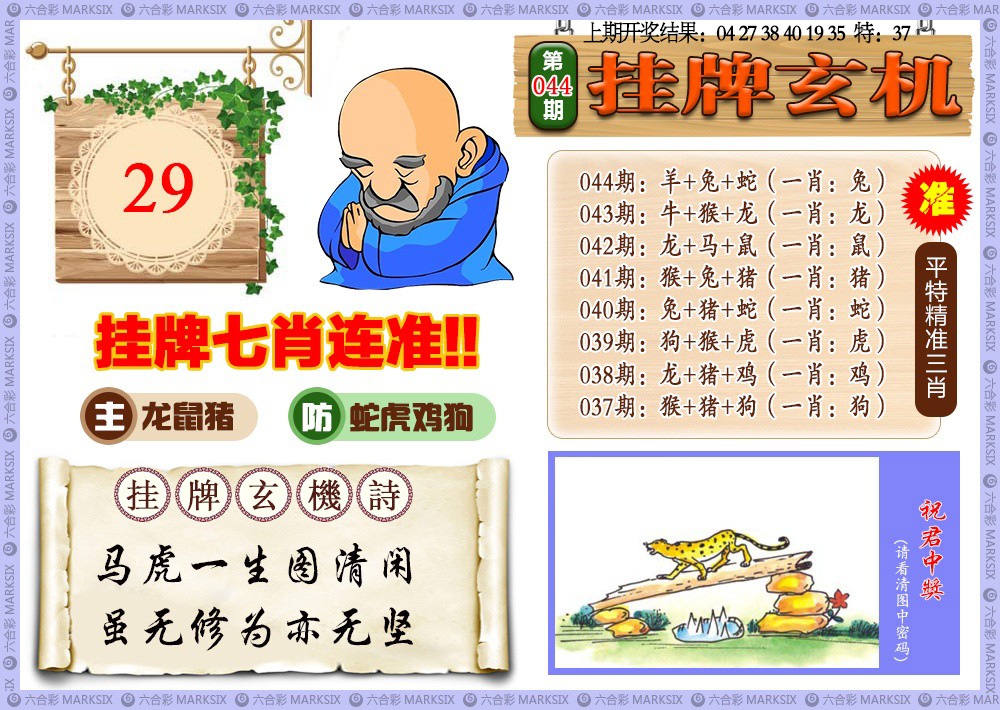 六合彩 MARKSIX
上期开奖结果：04 27 38 40 19 35 特：37
第
044
期
挂牌玄机
29
044期：羊+兔+蛇（一肖：兔）
043期：牛+猴+龙（一肖：龙）
042期：龙+马+鼠（一肖：鼠）
041期：猴+兔+猪（一肖：猪）
040期：兔+猪+蛇（一肖：蛇）
039期：狗+猴+虎（一肖：虎）
038期：龙+猪+鸡（一肖：鸡）
037期：猴+猪+狗（一肖：狗）
准
平特精准三肖
挂牌七肖连准!!
主 龙鼠猪
防 蛇虎鸡狗
挂牌玄機詩
马虎一生图清闲
虽无修为亦无坚
祝君中獎
（请看清图中密码）